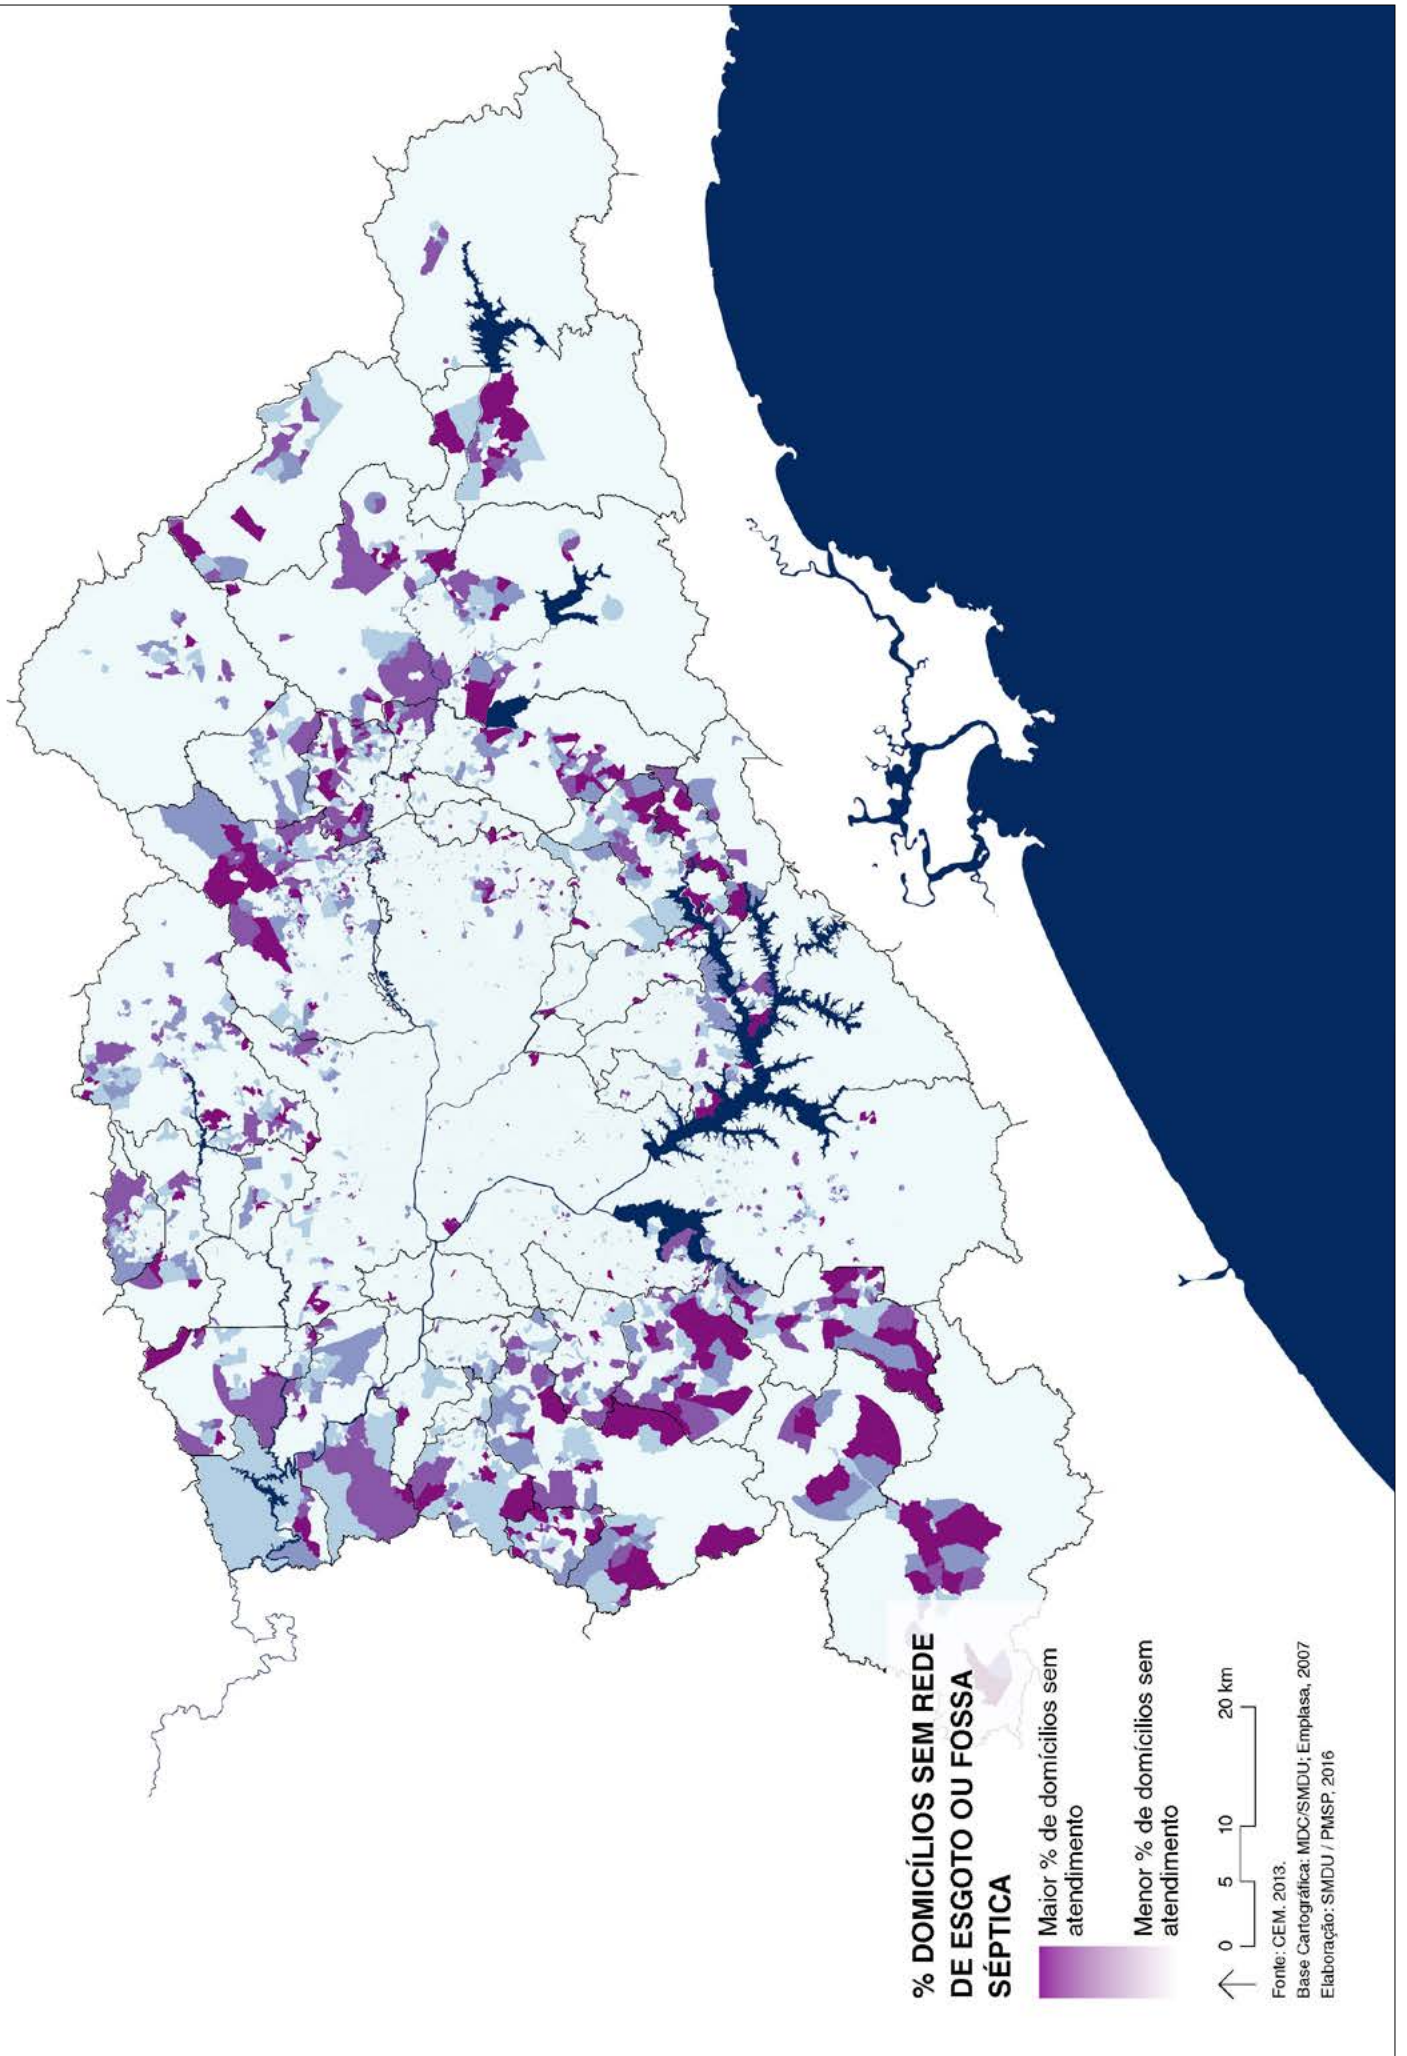 % DOMICÍLIOS SEM REDE
DE ESGOTO OU FOSSA
SÉPTICA
Maior % de domícilios sem
atendimento
Menor % de domícilios sem
atendimento
0 5 10 20 km
Fonte: CEM. 2013.
Base Cartográfica: MDC/SMDU; Emplasa, 2007
Elaboração: SMDU / PMSP, 2016